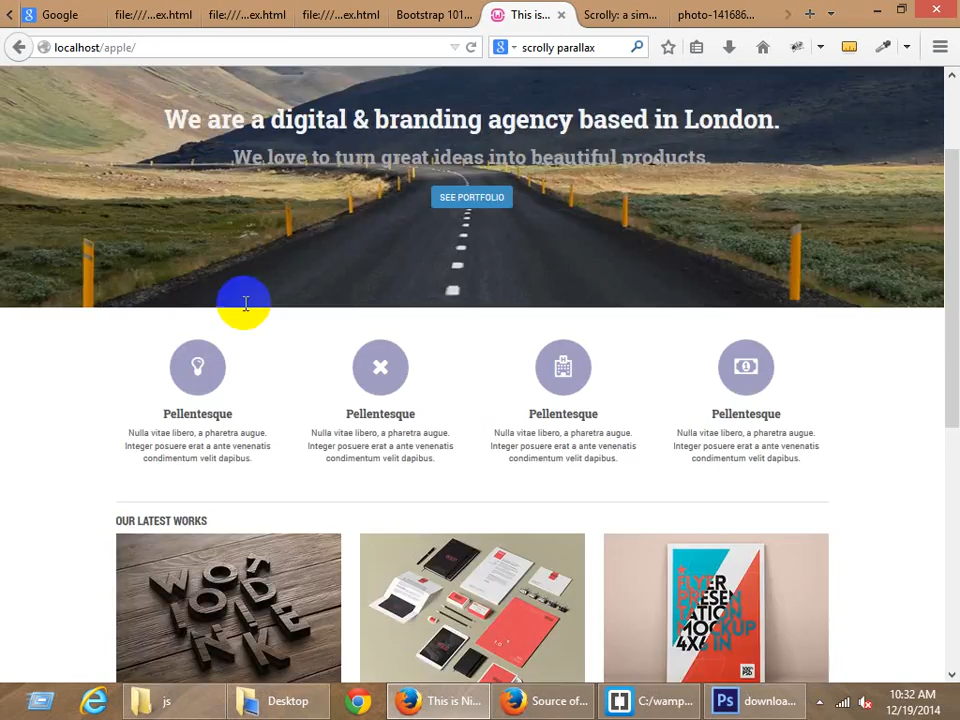 Google
file:///...ex.html
file:///...ex.html
file:///...ex.html
Bootstrap 101...
This is...
Scrolly: a sim...
photo-141686...
localhost/apple/
scrolly parallax
We are a digital & branding agency based in London.
We love to turn great ideas into beautiful products
SEE PORTFOLIO
Pellentesque
Nulla vitae libero, a pharetra augue.
Integer posuere erat a ante venenatis
condimentum velit dapibus.
Pellentesque
Nulla vitae libero, a pharetra augue.
Integer posuere erat a ante venenatis
condimentum velit dapibus.
Pellentesque
Nulla vitae libero, a pharetra augue.
Integer posuere erat a ante venenatis
condimentum velit dapibus.
Pellentesque
Nulla vitae libero, a pharetra augue.
Integer posuere erat a ante venenatis
condimentum velit dapibus.
OUR LATEST WORKS
FLYER
PRESEN
TATION
MOCKUP
4X6 IN
js
Desktop
This is Ni...
Source of...
C:/wamp...
downloa...
10:32 AM
12/19/2014